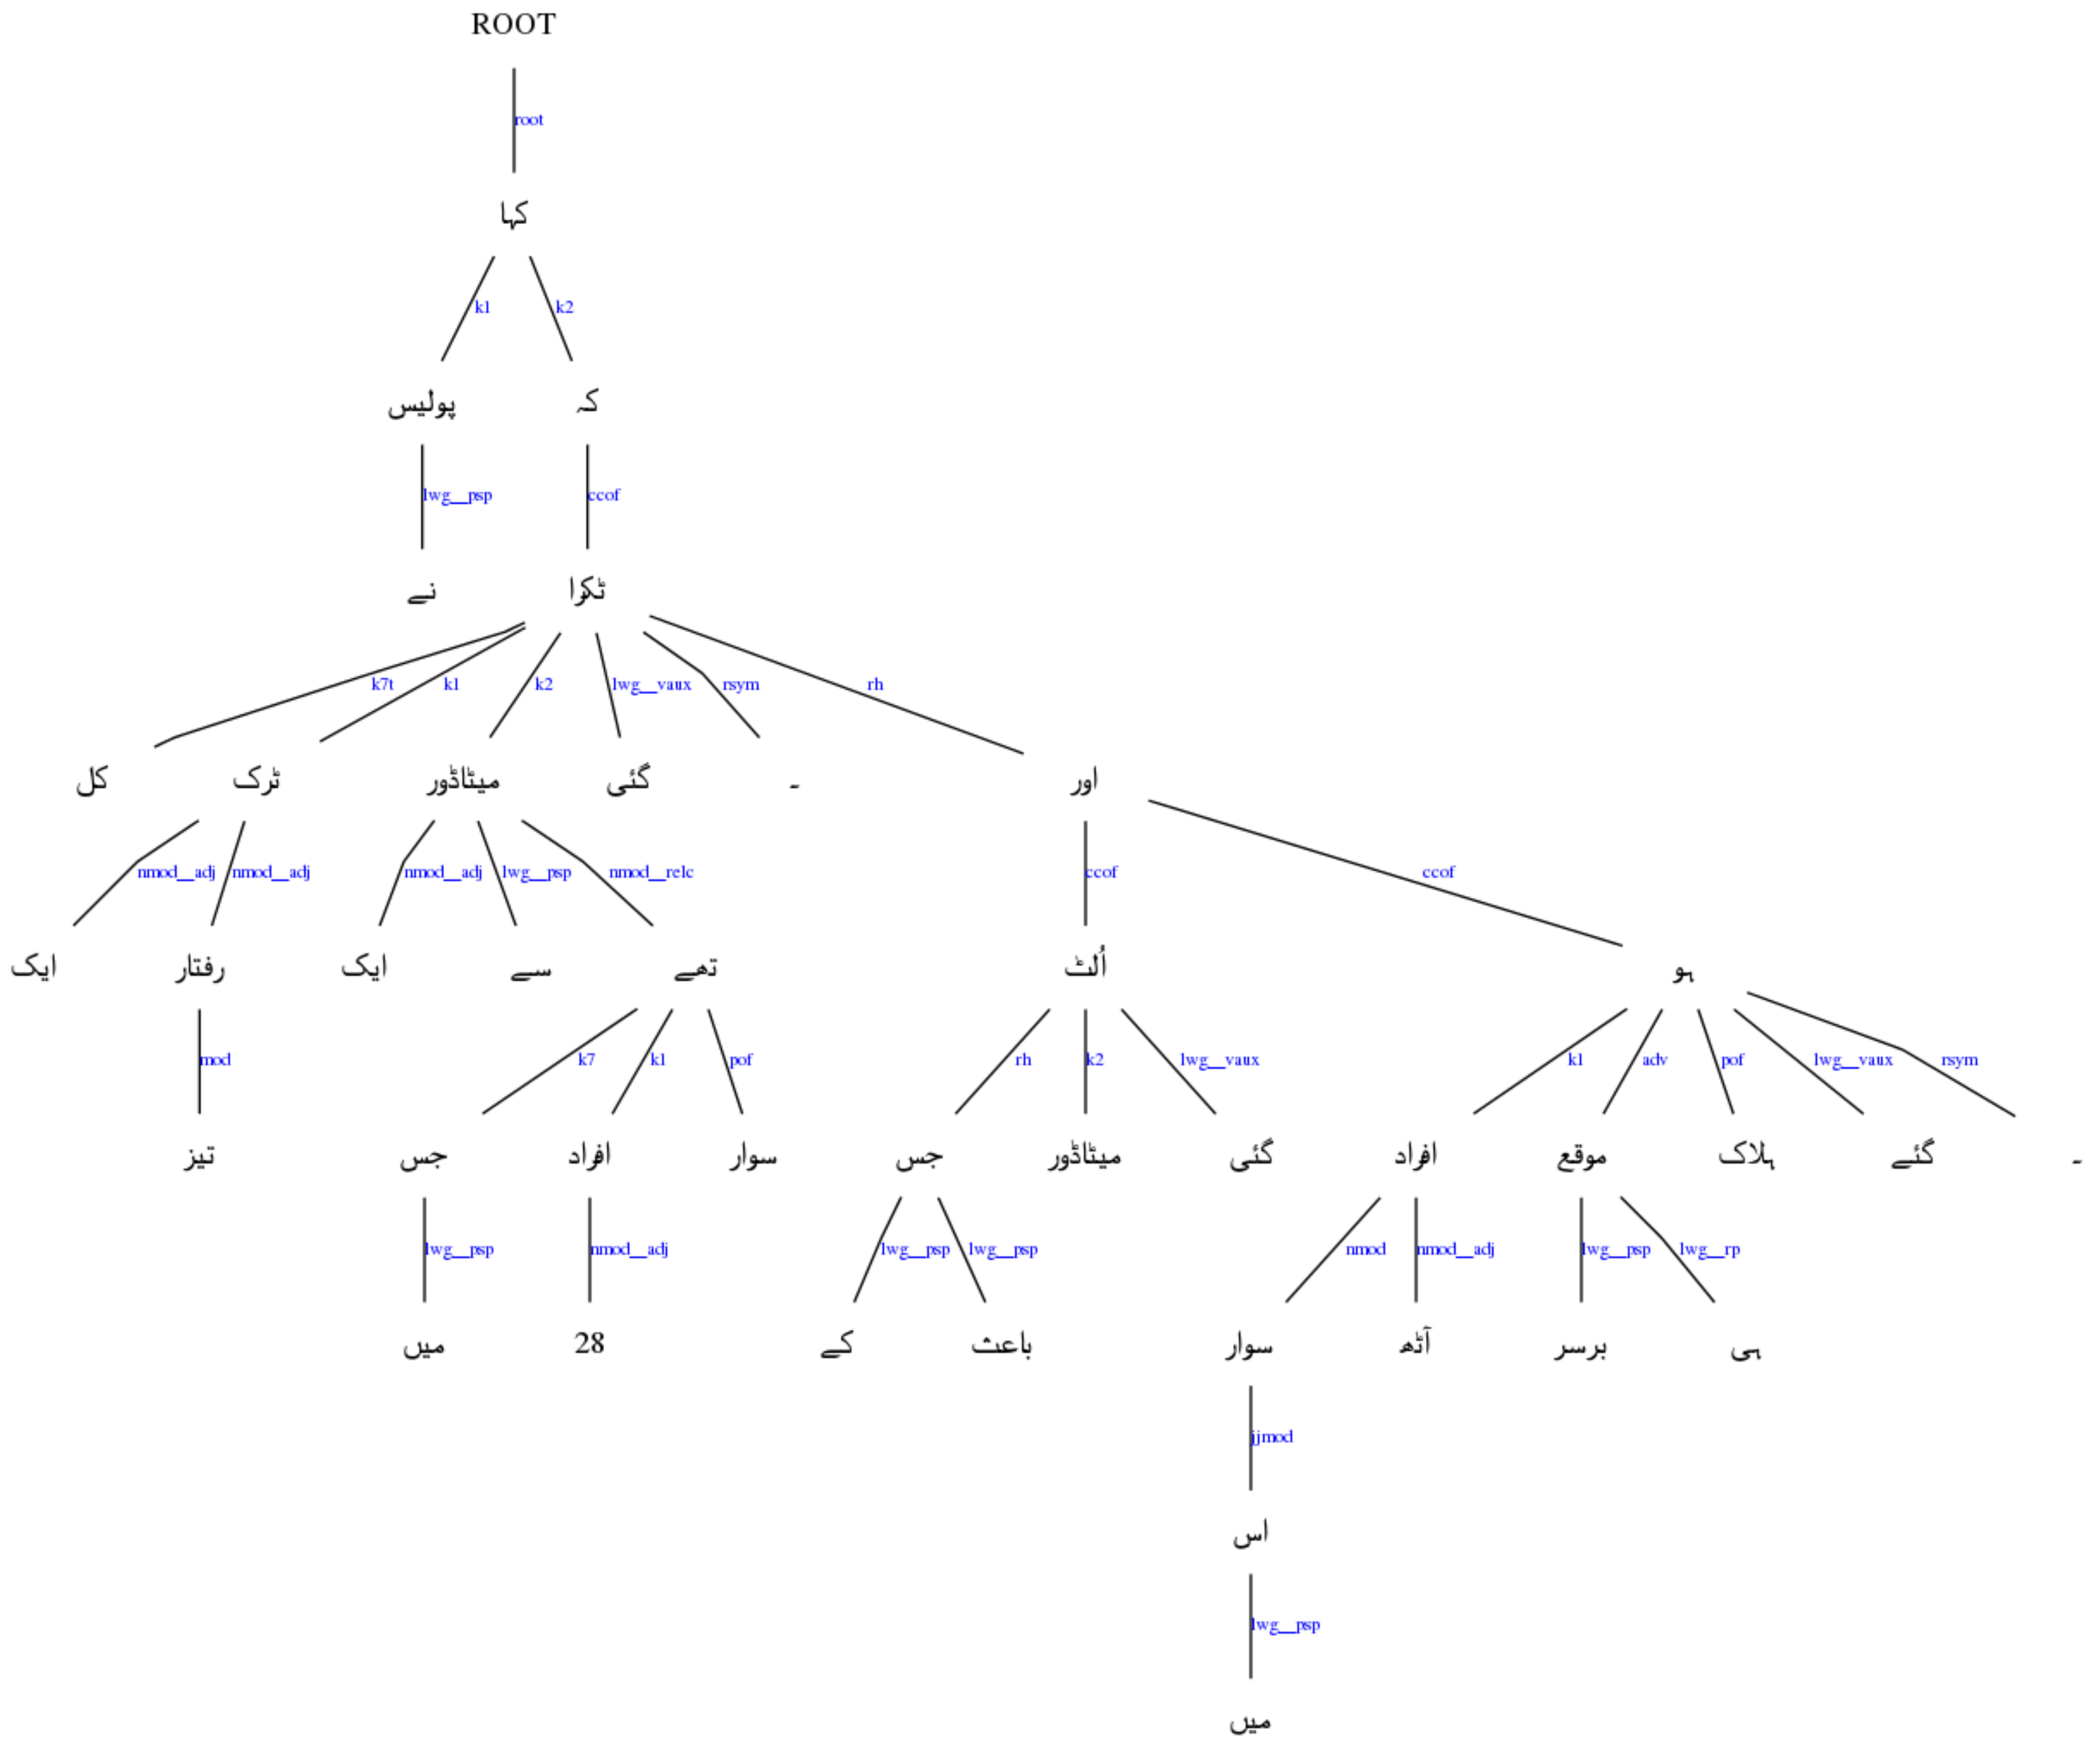 ROOT
root
کہا
k1 k2
پولیس کہ
lwg__psp ccof
نے ٹکرا
k7t k1 k2 lwg__vaux rsym rh
کل ٹرک میٹاڈور گئی ۔ اور
nmod__adj nmod__adj nmod__adj lwg__psp nmod__relc ccof ccof
ایک رفتار ایک سے تھے اُلٹ ہو
mod k7 k1 pof rh k2 lwg__vaux k1 adv pof lwg__vaux rsym
تیز جس افراد سوار جس میٹاڈور گئی افراد موقع ہلاک گئے ۔
lwg__psp nmod__adj lwg__psp lwg__psp nmod nmod__adj lwg__psp lwg__rp
میں 28 کے باعث سوار آٹھ برسر ہی
jjmod
اس
lwg__psp
میں